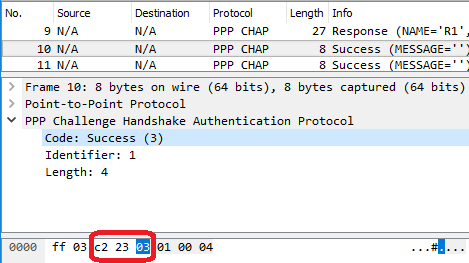 No. Source Destination Protocol Length Info
9 N/A N/A PPP CHAP 27 Response (NAME='R1',
10 N/A N/A PPP CHAP 8 Success (MESSAGE='')
11 N/A N/A PPP CHAP 8 Success (MESSAGE='')
Frame 10: 8 bytes on wire (64 bits), 8 bytes captured (64 bits)
Point-to-Point Protocol
PPP Challenge Handshake Authentication Protocol
Code: Success (3)
Identifier: 1
Length: 4
0000 ff 03 c2 23 03 01 00 04 ...#....